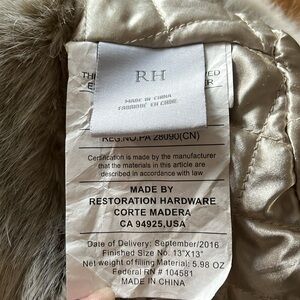 RH
MADE IN CHINA
FABRIQUÉ EN CHINE
REG.NO.PA 28090(CN)
Certification is made by the manufacturer
that the materials in this article are
described in accordance with law
MADE BY
RESTORATION HARDWARE
CORTE MADERA
CA 94925,USA
Date of Delivery: September/2016
Finished Size No: 13"X13"
Net weight of filling Material: 5.98 OZ
Federal RN # 104581
MADE IN CHINA